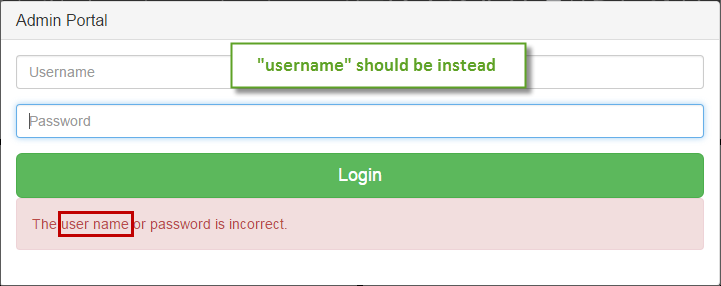 Admin Portal
"username" should be instead
Username
Password
Login
The user name or password is incorrect.